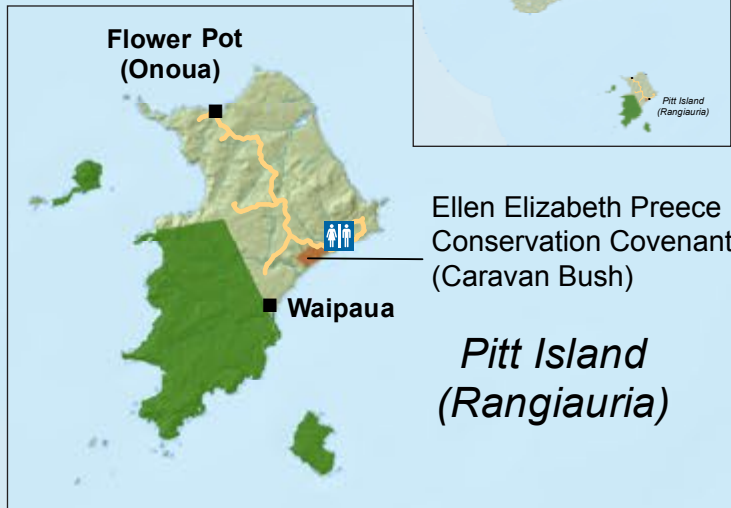 Flower Pot
(Onoua)
Pitt Island
(Rangiauria)
Ellen Elizabeth Preece
Conservation Covenant
(Caravan Bush)
Waipaua
Pitt Island
(Rangiauria)